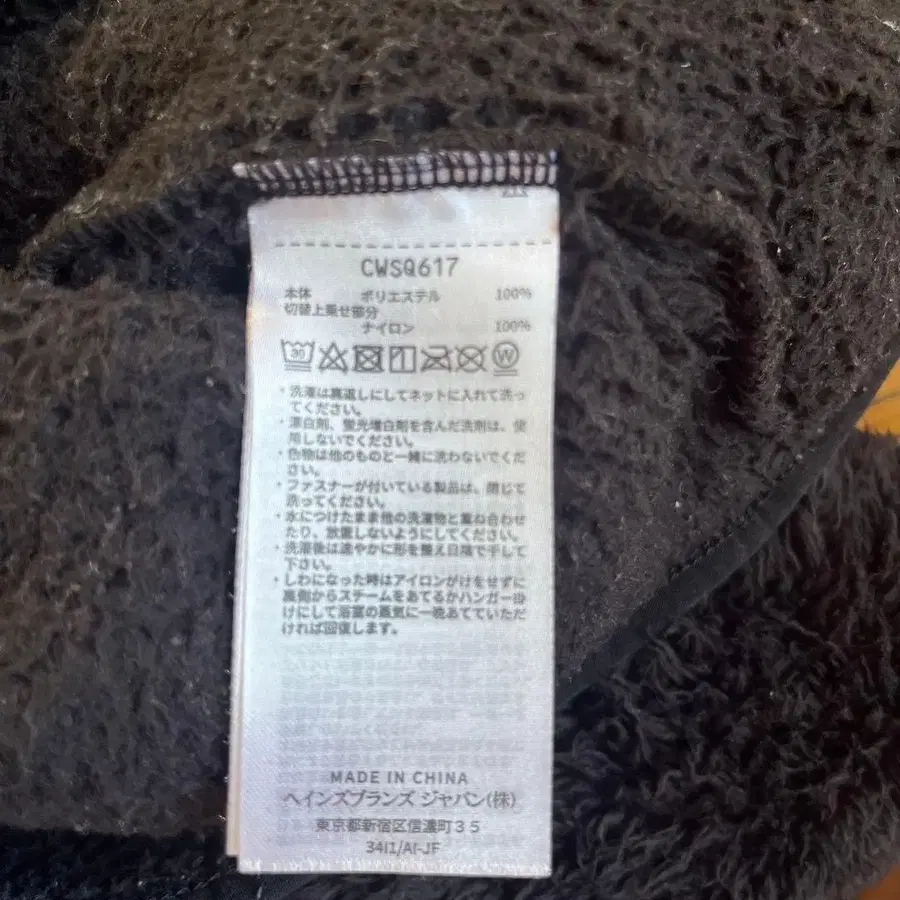 CWSQ617
本体 ポリエステル 100%
切替上乗せ部分
ナイロン 100%
30 W
・洗濯は裏返しにしてネットに入れて洗っ
てください。
・漂白剤、蛍光増白剤を含んだ洗剤は、使
用しないでください。
・色物は他のものと一緒に洗わないでくだ
さい。
・ファスナーが付いている製品は、閉じて
洗ってください。
・水につけたまま他の洗濯物と重ね合わせ
たり、放置しないようにしてください。
・洗濯後は速やかに形を整え日陰で干して
下さい。
・しわになった時はアイロンがけをせずに
裏側からスチームをあてるかハンガー掛
けにして浴室の蒸気に一晩あてていただ
ければ回復します。
MADE IN CHINA
ヘインズブランズ ジャパン(株)
東京都新宿区信濃町35
34I1/AI-JF